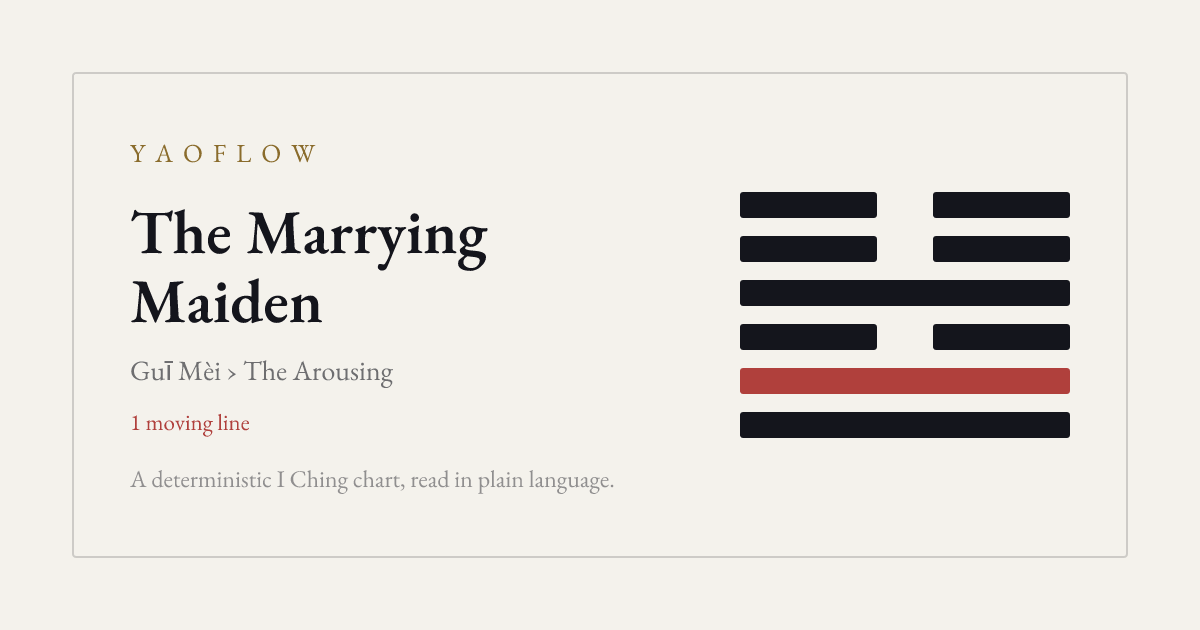 YAOFLOW
The Marrying
Maiden
Guī Mèi › The Arousing
1 moving line
A deterministic I Ching chart, read in plain language.